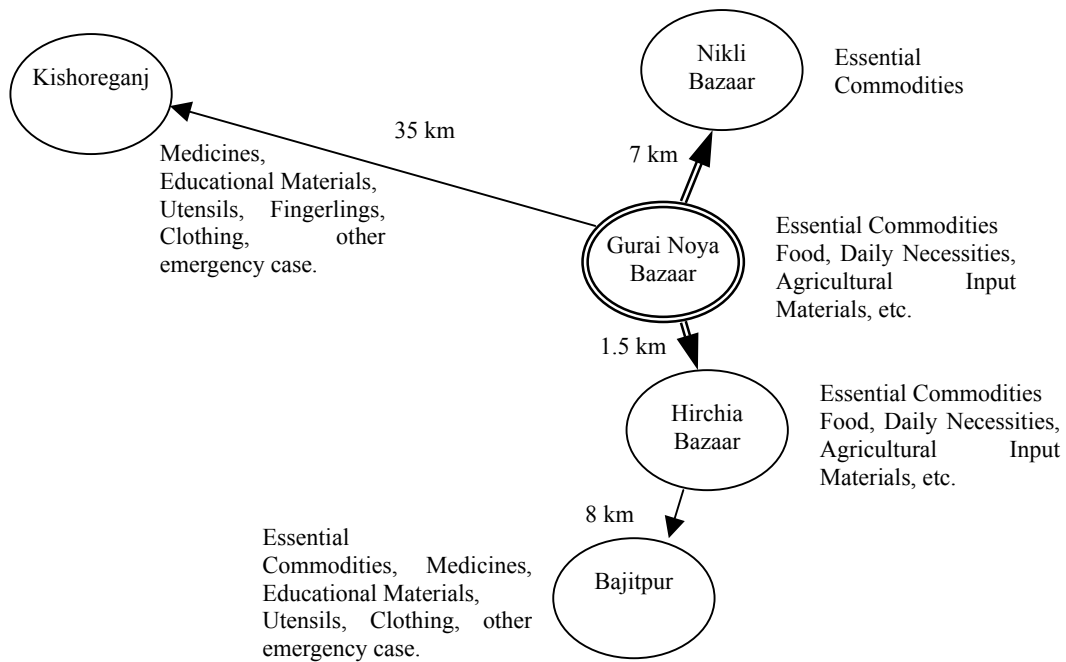 Kishoreganj
Nikli
Bazaar
Essential
Commodities
35 km
7 km
Medicines,
Educational Materials,
Utensils, Fingerlings,
Clothing, other
emergency case.
Gurai Noya
Bazaar
Essential Commodities
Food, Daily Necessities,
Agricultural Input
Materials, etc.
1.5 km
Hirchia
Bazaar
Essential Commodities
Food, Daily Necessities,
Agricultural Input
Materials, etc.
8 km
Essential
Commodities, Medicines,
Educational Materials,
Utensils, Clothing, other
emergency case.
Bajitpur